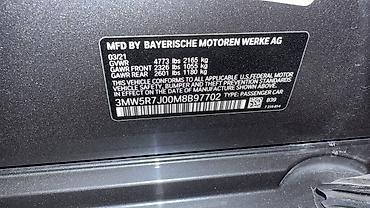 MFD BY BAYERISCHE MOTOREN WERKE AG
03/21
GVWR 4773 lbs 2165 kg
GAWR FRONT 2326 lbs 1055 kg
GAWR REAR 2601 lbs 1180 kg
THIS VEHICLE CONFORMS TO ALL APPLICABLE U.S. FEDERAL MOTOR
VEHICLE SAFETY, BUMPER AND THEFT PREVENTION STANDARDS
IN EFFECT ON THE DATE OF MANUFACTURE SHOWN ABOVE.
3MW5R7J00M8B97702 TYPE: PASSENGER CAR
B39